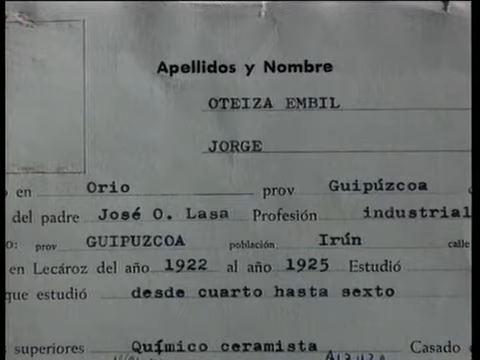 Apellidos y Nombre
OTEIZA EMBIL
JORGE
en Orio prov Guipúzcoa
del padre José O. Lasa Profesión industrial
prov GUIPUZCOA población, Irún calle
en Lecároz del año 1922 al año 1925 Estudió
que estudió desde cuarto hasta sexto
superiores Químico ceramista Casado